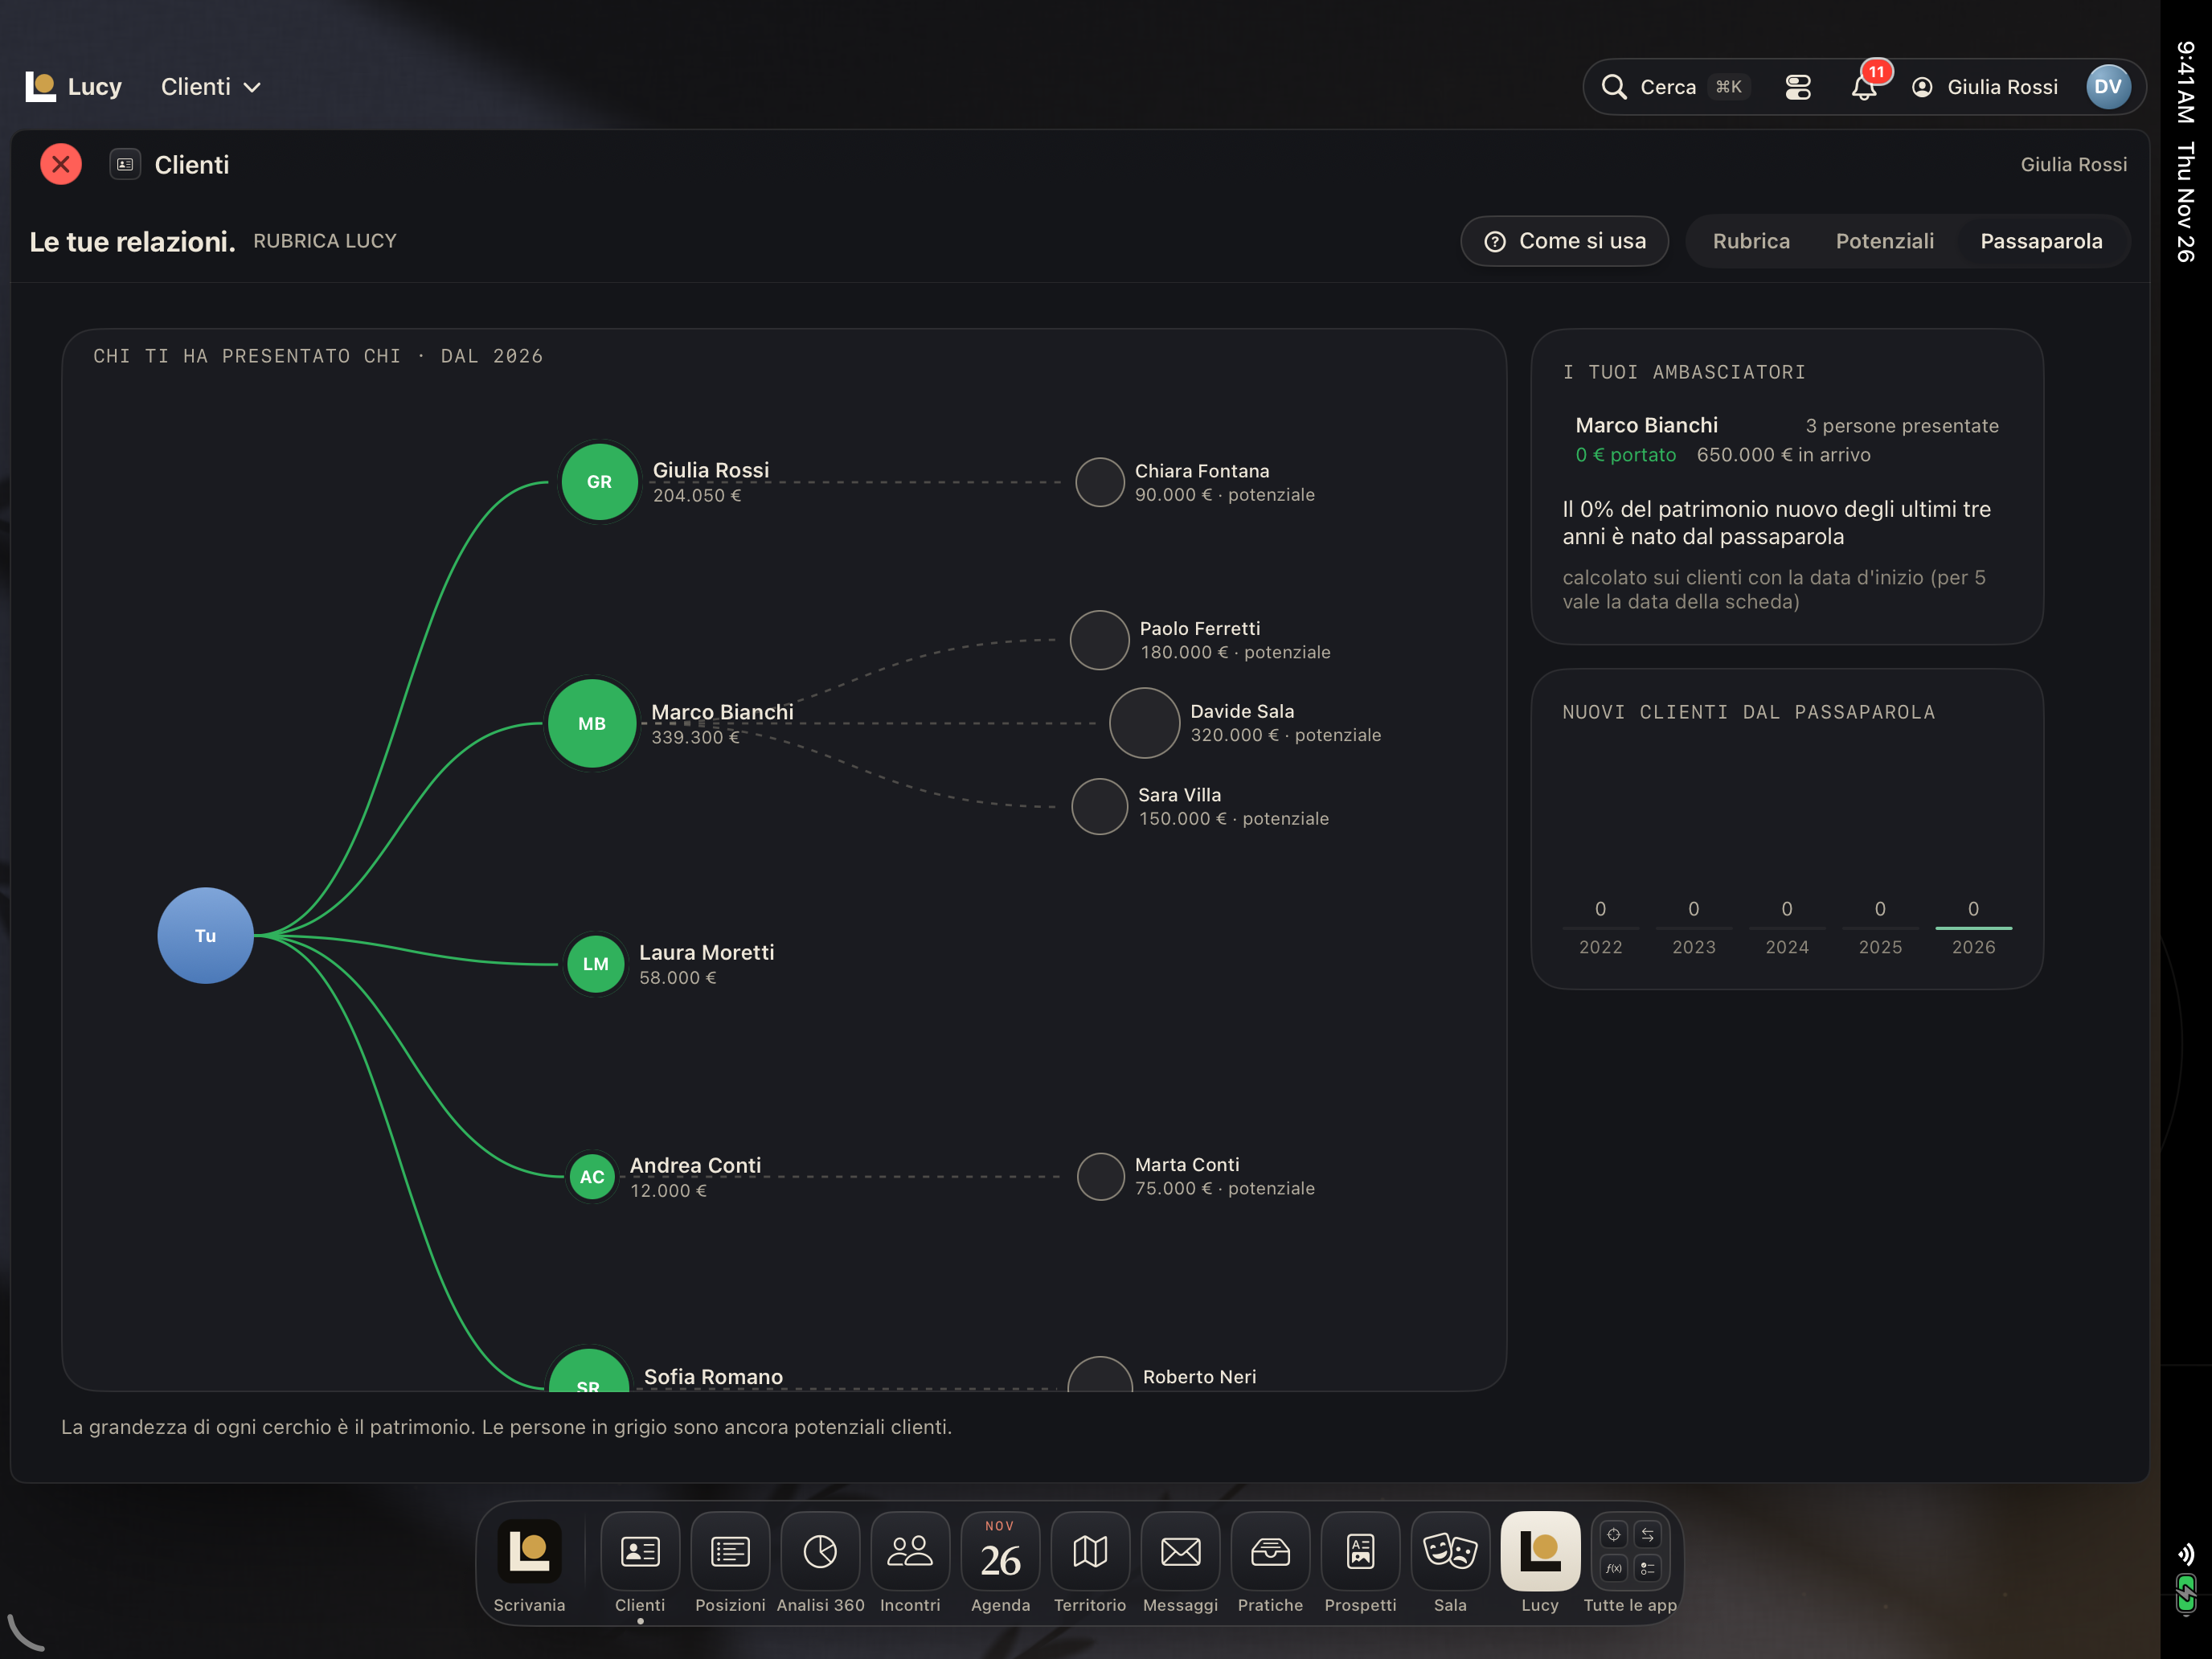 Lucy
Clienti
Cerca ⌘K
11
Giulia Rossi
DV
9:41 AM Thu Nov 26
Clienti
Giulia Rossi
Le tue relazioni. RUBRICA LUCY
Come si usa
Rubrica
Potenziali
Passaparola
CHI TI HA PRESENTATO CHI · DAL 2026
Tu
GR
Giulia Rossi
204.050 €
Chiara Fontana
90.000 € · potenziale
MB
Marco Bianchi
339.300 €
Paolo Ferretti
180.000 € · potenziale
Davide Sala
320.000 € · potenziale
Sara Villa
150.000 € · potenziale
LM
Laura Moretti
58.000 €
AC
Andrea Conti
12.000 €
Marta Conti
75.000 € · potenziale
SR
Sofia Romano
Roberto Neri
I TUOI AMBASCIATORI
Marco Bianchi
3 persone presentate
0 € portato 650.000 € in arrivo
Il 0% del patrimonio nuovo degli ultimi tre
anni è nato dal passaparola
calcolato sui clienti con la data d'inizio (per 5
vale la data della scheda)
NUOVI CLIENTI DAL PASSAPAROLA
0 0 0 0 0
2022 2023 2024 2025 2026
La grandezza di ogni cerchio è il patrimonio. Le persone in grigio sono ancora potenziali clienti.
NOV
26
A
f(x)
Scrivania
Clienti
Posizioni
Analisi 360
Incontri
Agenda
Territorio
Messaggi
Pratiche
Prospetti
Sala
Lucy
Tutte le app